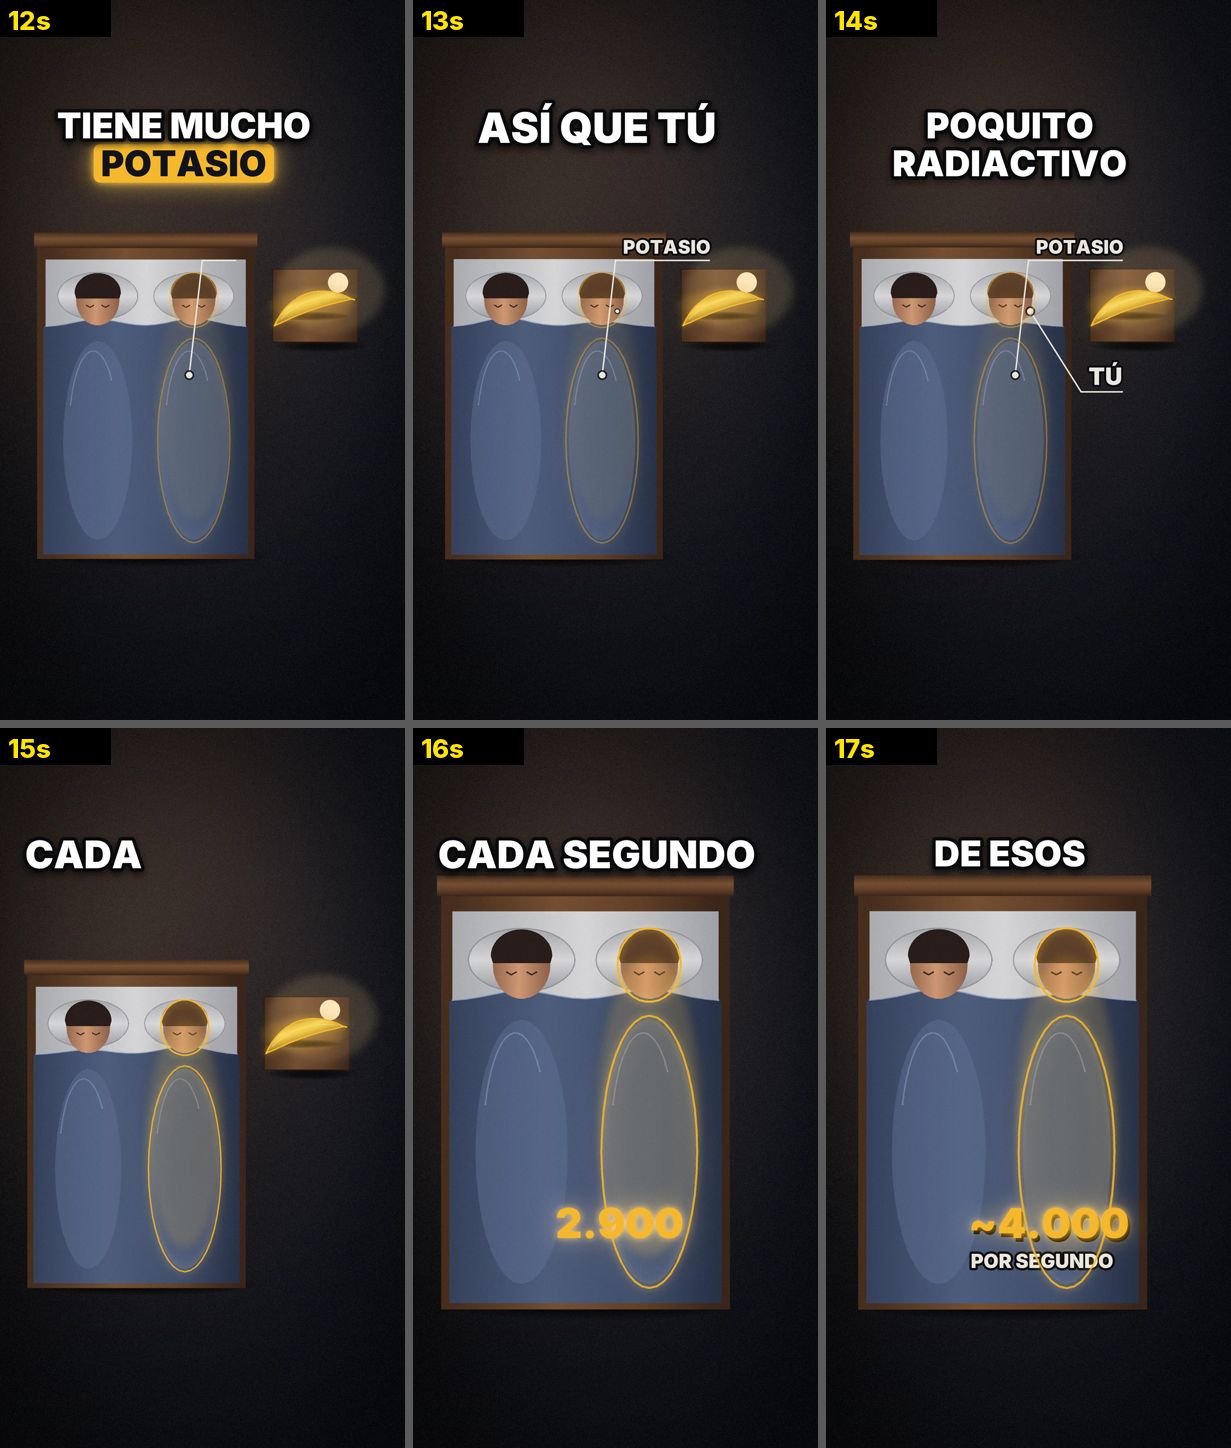 12s
TIENE MUCHO
POTASIO
13s
ASÍ QUE TÚ
POTASIO
14s
POQUITO
RADIACTIVO
POTASIO
TÚ
15s
CADA
16s
CADA SEGUNDO
2.900
17s
DE ESOS
~4.000
POR SEGUNDO